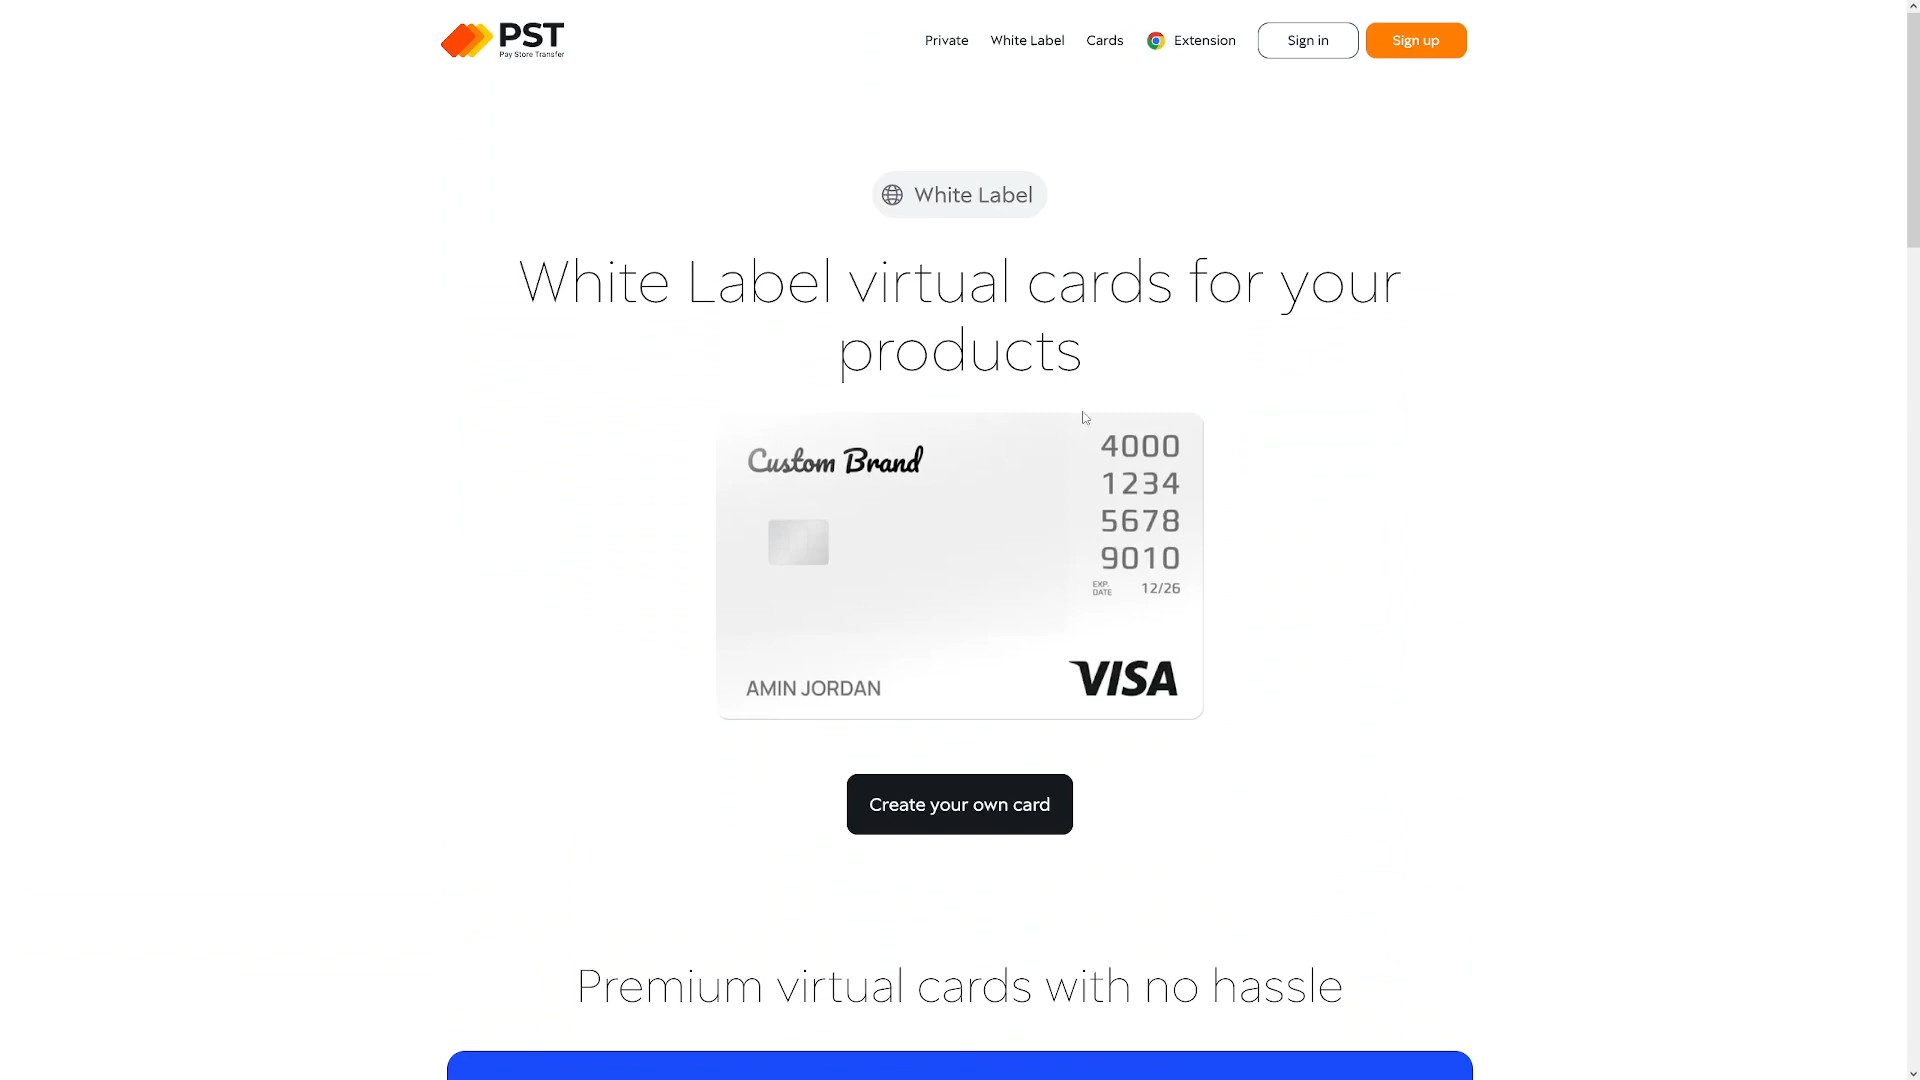 PST
Pay Store Transfer
Private
White Label
Cards
Extension
Sign in
Sign up
White Label
White Label virtual cards for your
products
Custom Brand
4000
1234
5678
9010
EXP.
DATE
12/26
AMIN JORDAN
VISA
Create your own card
Premium virtual cards with no hassle